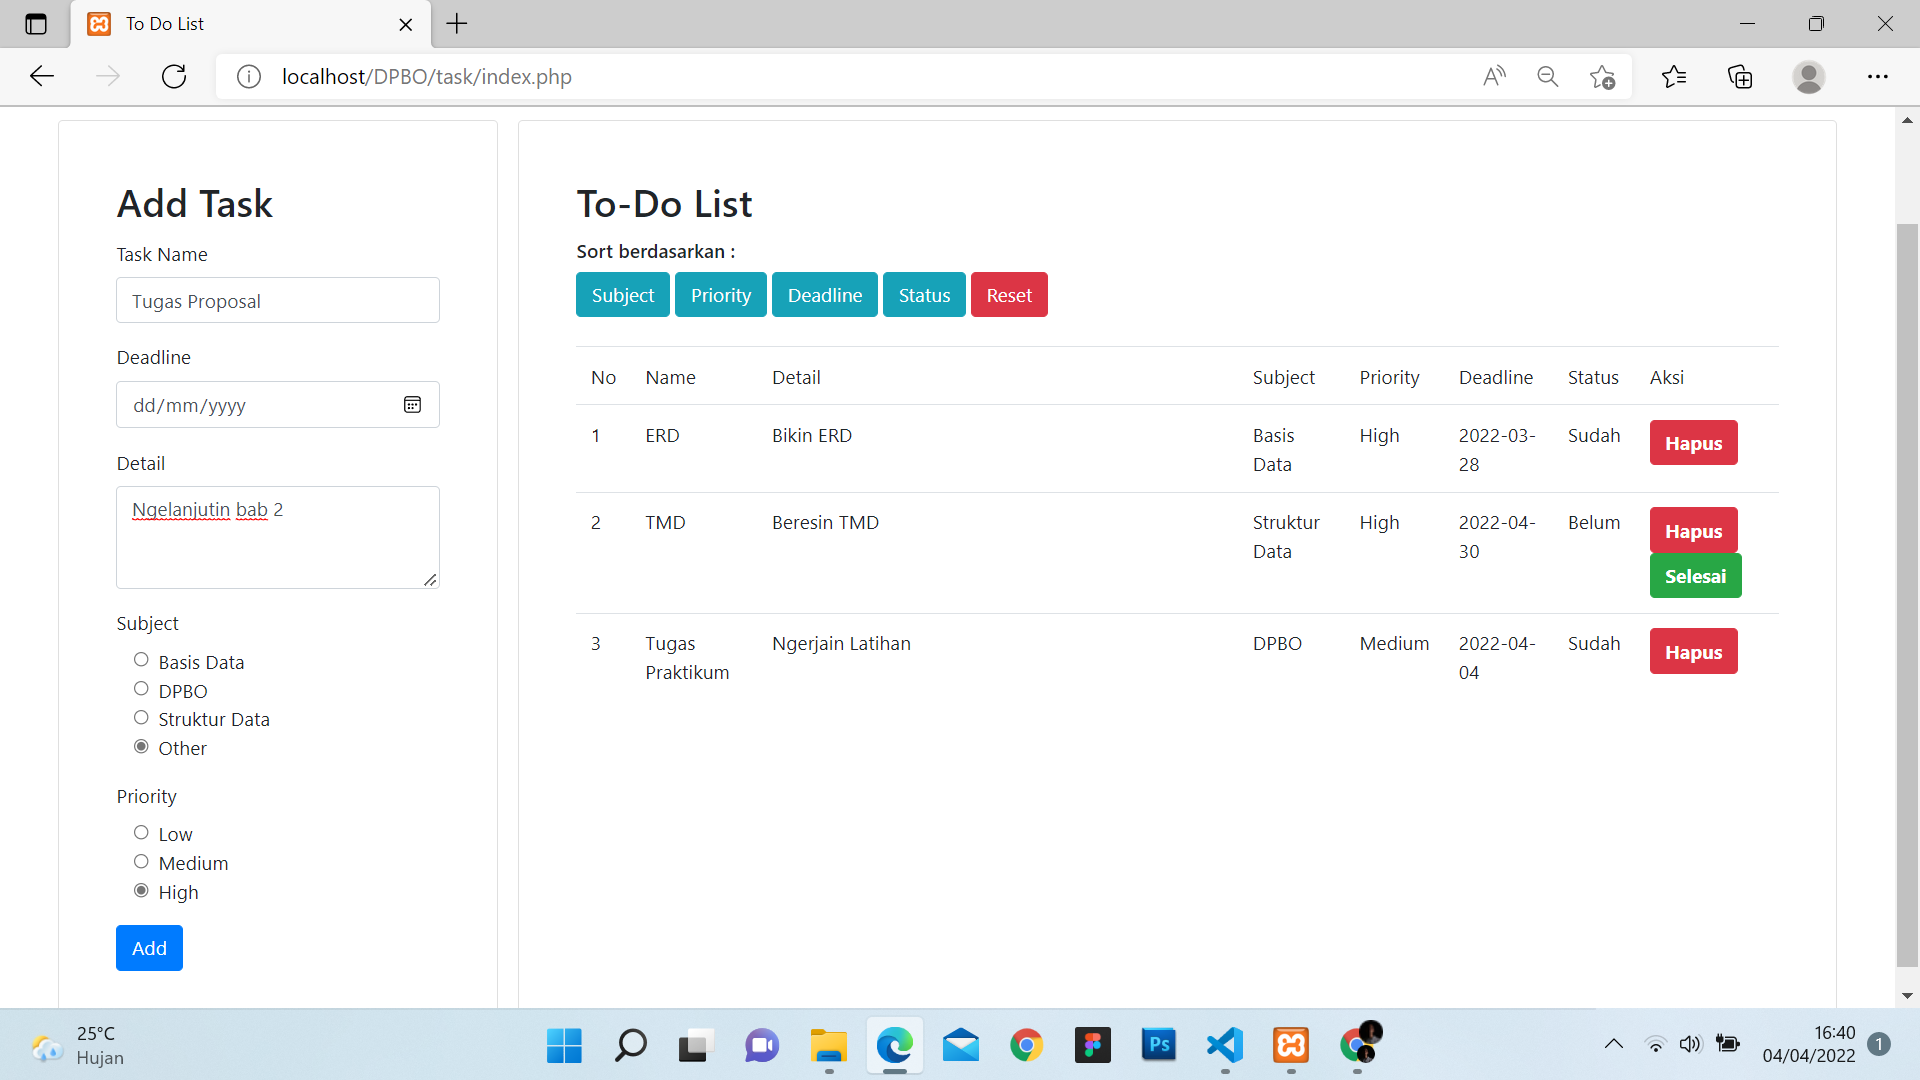 To Do List
localhost/DPBO/task/index.php
Add Task
Task Name
Tugas Proposal
Deadline
dd/mm/yyyy
Detail
Ngelanjutin bab 2
Subject
Basis Data
DPBO
Struktur Data
Other
Priority
Low
Medium
High
Add
To-Do List
Sort berdasarkan :
Subject Priority Deadline Status Reset
No Name Detail Subject Priority Deadline Status Aksi
1 ERD Bikin ERD Basis Data High 2022-03-28 Sudah Hapus
2 TMD Beresin TMD Struktur Data High 2022-04-30 Belum Hapus Selesai
3 Tugas Praktikum Ngerjain Latihan DPBO Medium 2022-04-04 Sudah Hapus
25°C
Hujan
Ps
16:40
04/04/2022
1